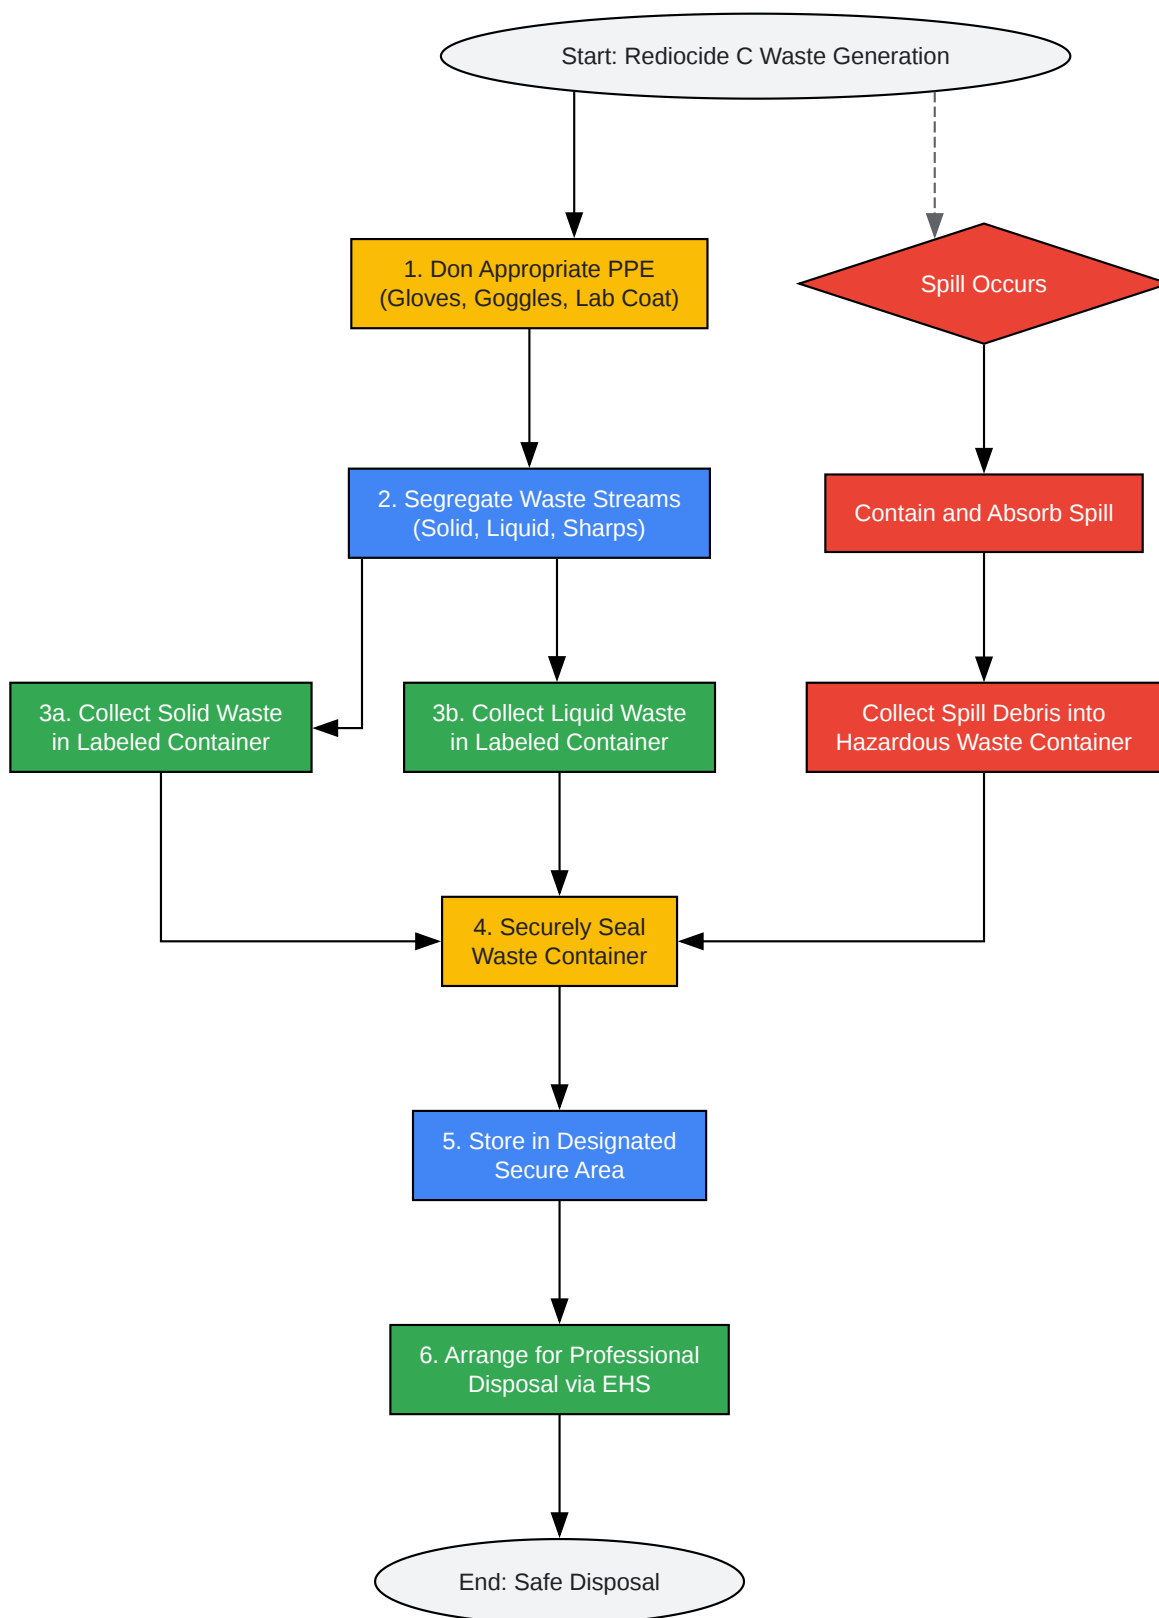 Start: Rediocide C Waste Generation
1. Don Appropriate PPE
(Gloves, Goggles, Lab Coat)
Spill Occurs
2. Segregate Waste Streams
(Solid, Liquid, Sharps)
Contain and Absorb Spill
3a. Collect Solid Waste
in Labeled Container
3b. Collect Liquid Waste
in Labeled Container
Collect Spill Debris into
Hazardous Waste Container
4. Securely Seal
Waste Container
5. Store in Designated
Secure Area
6. Arrange for Professional
Disposal via EHS
End: Safe Disposal